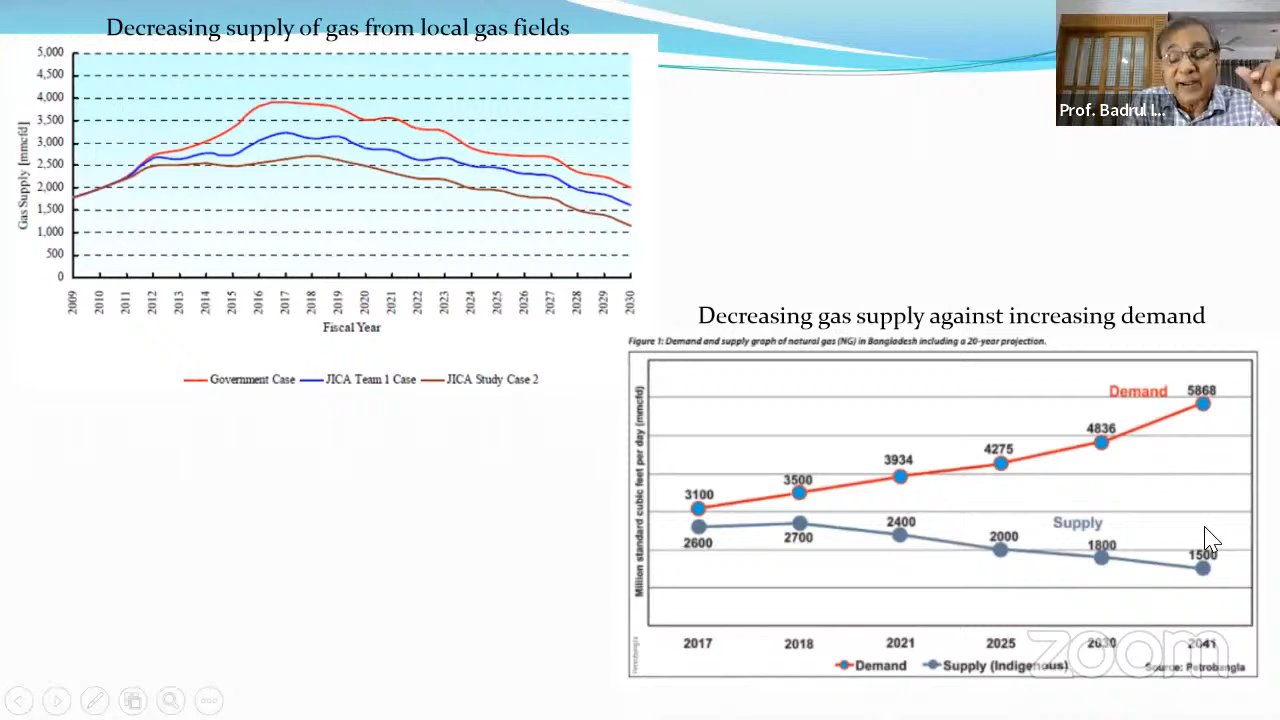 Decreasing supply of gas from local gas fields
5,000
4,500
4,000
3,500
3,000
2,500
2,000
1,500
1,000
500
0
Gas Supply [mmcfd]
2009 2010 2011 2012 2013 2014 2015 2016 2017 2018 2019 2020 2021 2022 2023 2024 2025 2026 2027 2028 2029 2030
Fiscal Year
Government Case JICA Team 1 Case JICA Study Case 2
Prof. Badrul I...
Decreasing gas supply against increasing demand
Figure 1: Demand and supply graph of natural gas (NG) in Bangladesh including a 20-year projection.
Million standard cubic feet per day (mmcfd)
Demand
3100 3500 3934 4275 4836 5868
Supply
2600 2700 2400 2000 1800 1500
2017 2018 2021 2025 2030 2041
Demand Supply (Indigenous)
Source: Petrobangla
zoom